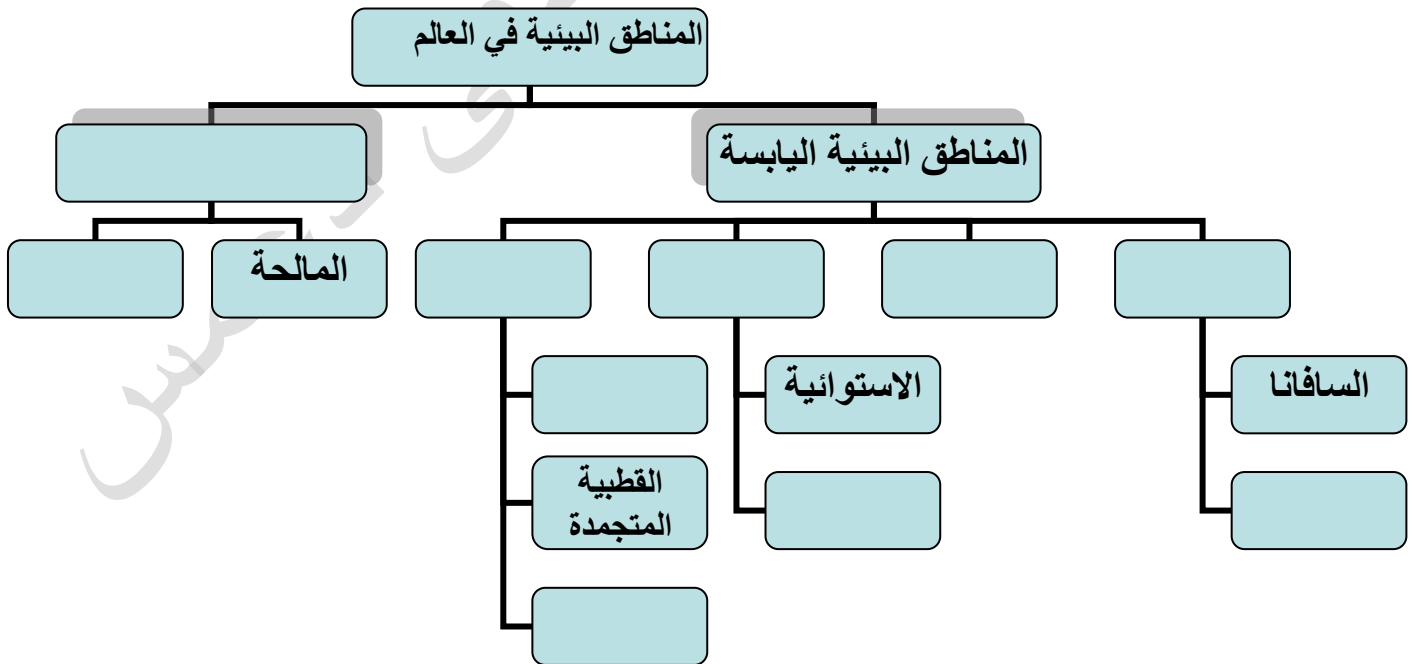 المناطق البيئية في العالم
المناطق البيئية اليابسة
المالحة
السافانا
الاستوائية
القطبية
المتجمدة